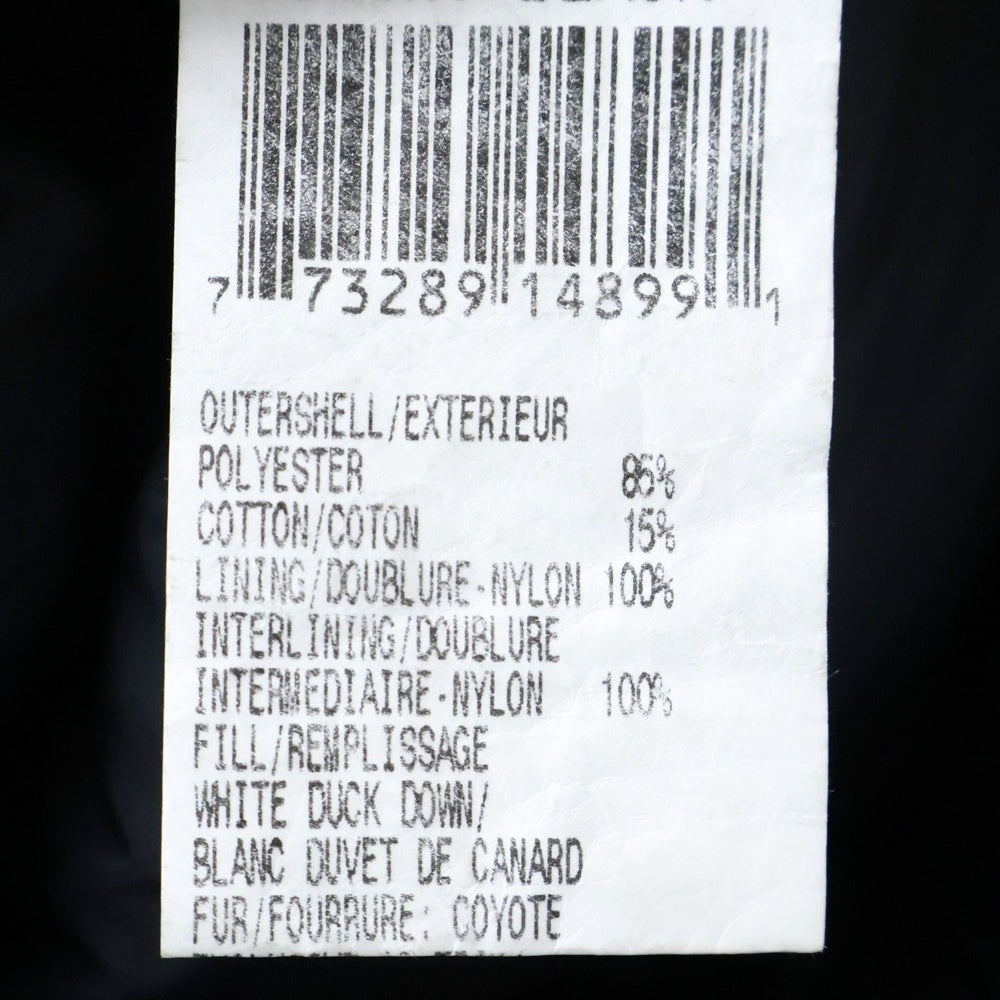 7 73289 14899 1
OUTERSHELL/EXTERIEUR
POLYESTER 85%
COTTON/COTON 15%
LINING/DOUBLURE-NYLON 100%
INTERLINING/DOUBLURE
INTERMEDIAIRE-NYLON 100%
FILL/REMPLISSAGE
WHITE DUCK DOWN/
BLANC DUVET DE CANARD
FUR/FOURRURE: COYOTE